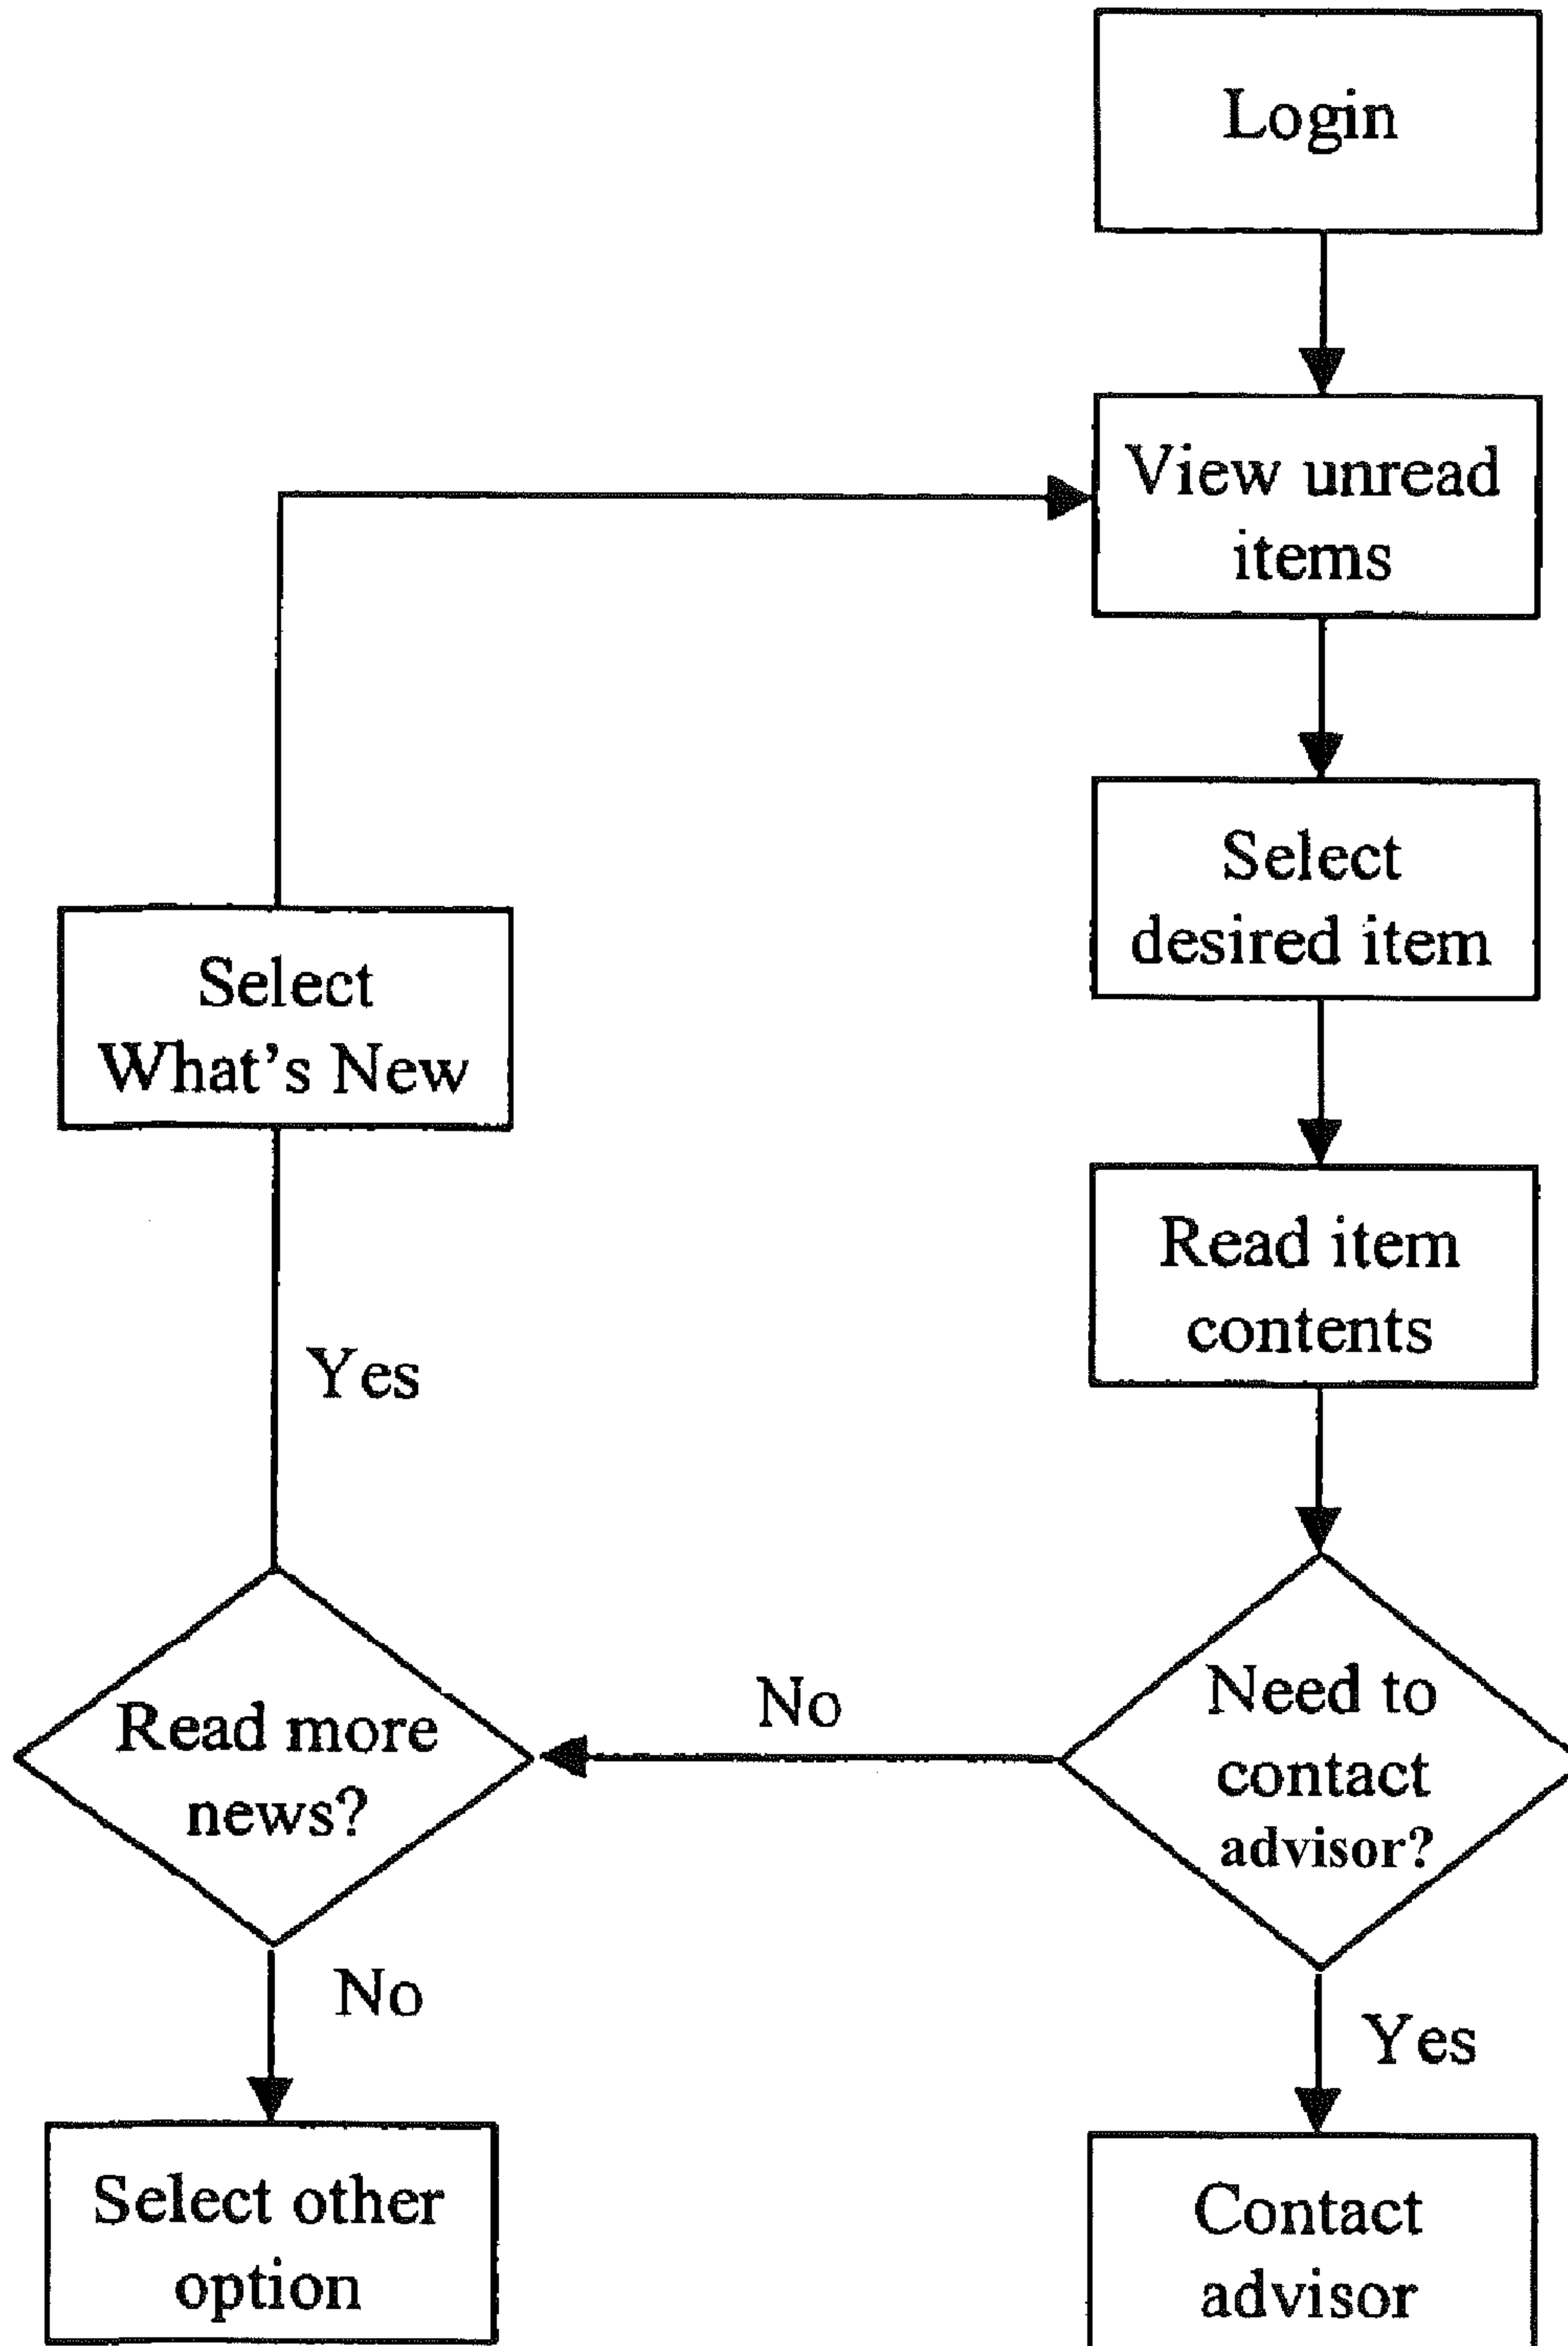 Login
View unread
items
Select
desired item
Select
What's New
Read item
contents
Yes
Read more
news?
No
Need to
contact
advisor?
No
Yes
Select other
option
Contact
advisor